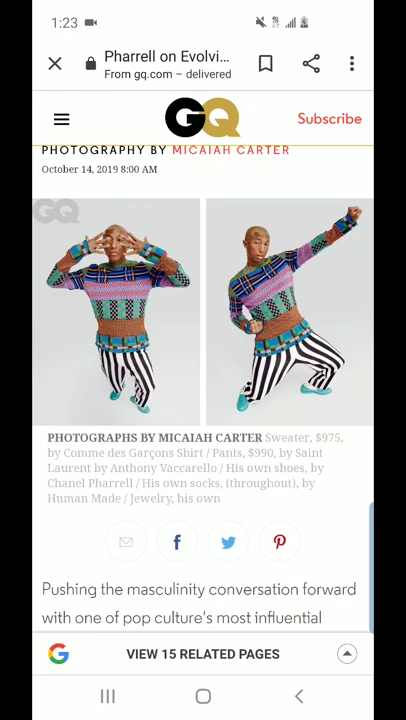 1:23
Pharrell on Evolvi...
From gq.com – delivered
GQ
Subscribe
PHOTOGRAPHY BY MICAIAH CARTER
October 14, 2019 8:00 AM
GQ
PHOTOGRAPHS BY MICAIAH CARTER Sweater, $975,
by Comme des Garçons Shirt / Pants, $990, by Saint
Laurent by Anthony Vaccarello / His own shoes, by
Chanel Pharrell / His own socks, (throughout), by
Human Made / Jewelry, his own
Pushing the masculinity conversation forward
with one of pop culture's most influential
VIEW 15 RELATED PAGES